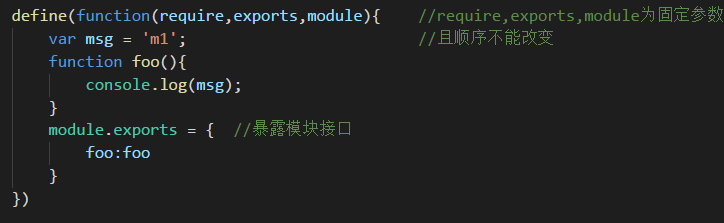 define(function(require,exports,module){    //require,exports,module为固定参数
    var msg = 'm1';                         //且顺序不能改变
    function foo(){
        console.log(msg);
    }
    module.exports = {  //暴露模块接口
        foo:foo
    }
})